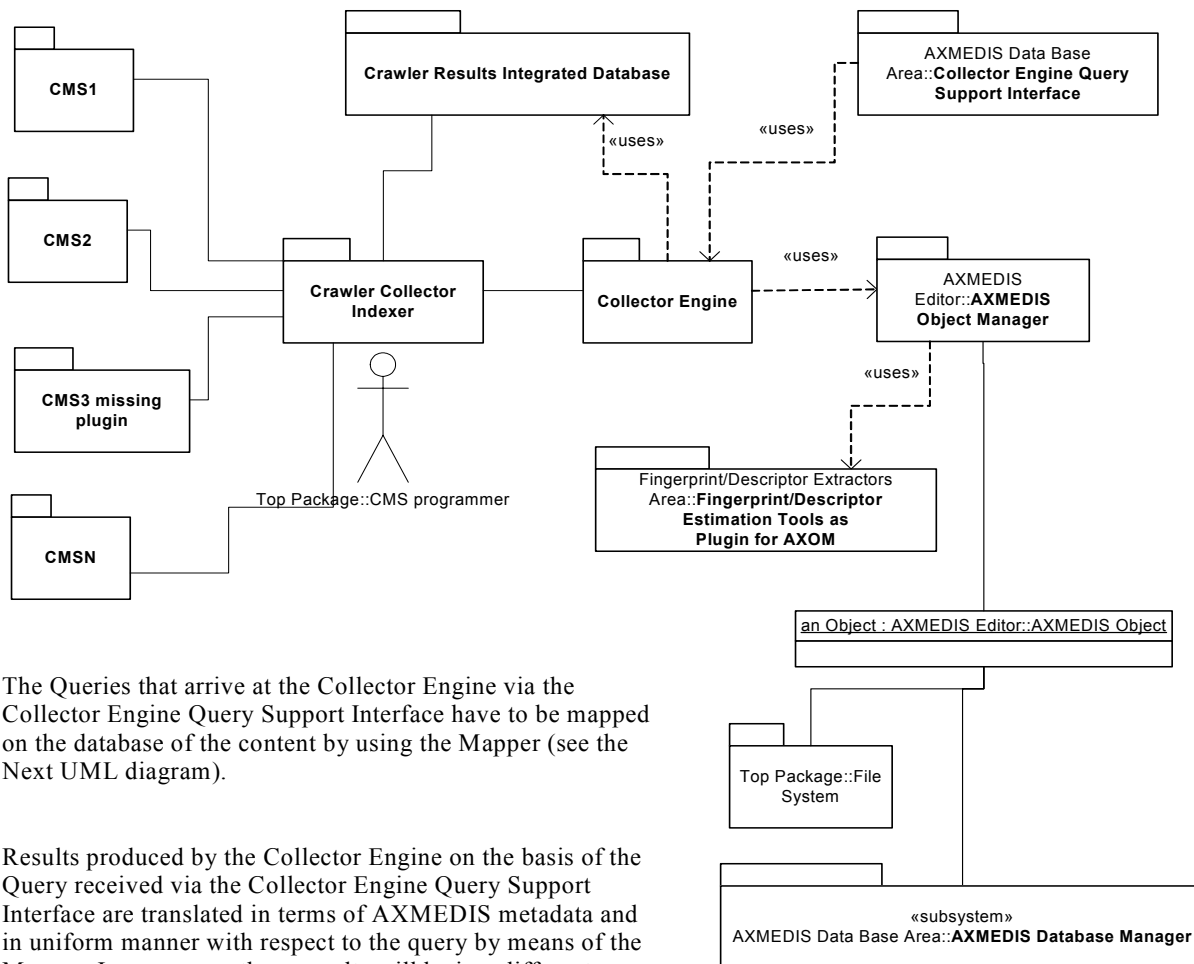 CMS1
Crawler Results Integrated Database
AXMEDIS Data Base
Area::Collector Engine Query
Support Interface
«uses»
«uses»
CMS2
Crawler Collector
Indexer
Collector Engine
«uses»
AXMEDIS
Editor::AXMEDIS
Object Manager
«uses»
CMS3 missing
plugin
Top Package::CMS programmer
Fingerprint/Descriptor Extractors
Area::Fingerprint/Descriptor
Estimation Tools as
Plugin for AXOM
CMSN
an Object : AXMEDIS Editor::AXMEDIS Object
The Queries that arrive at the Collector Engine via the
Collector Engine Query Support Interface have to be mapped
on the database of the content by using the Mapper (see the
Next UML diagram).
Top Package::File
System
Results produced by the Collector Engine on the basis of the
Query received via the Collector Engine Query Support
Interface are translated in terms of AXMEDIS metadata and
in uniform manner with respect to the query by means of the
«subsystem»
AXMEDIS Data Base Area::AXMEDIS Database Manager